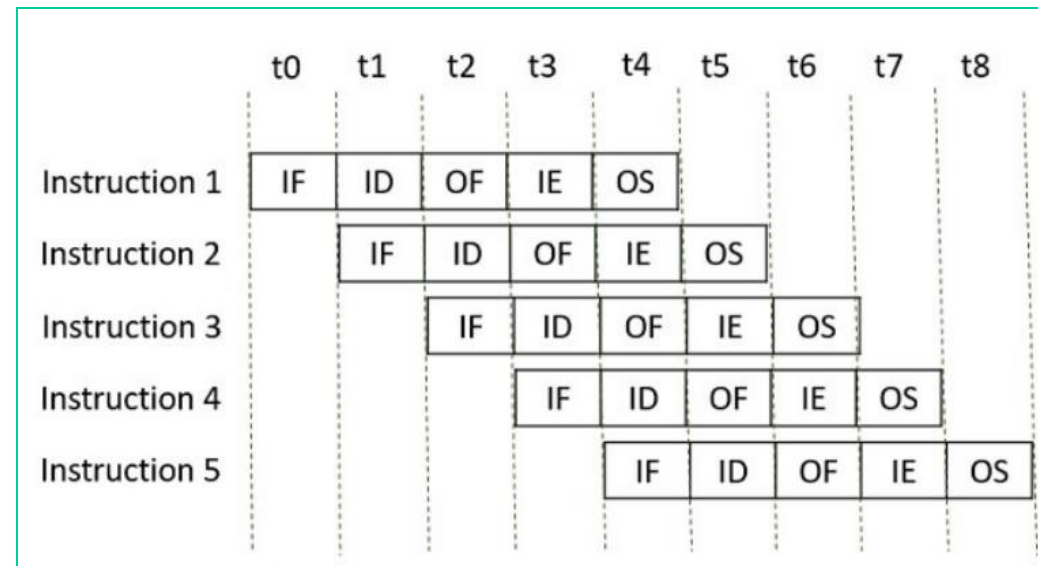 t0 t1 t2 t3 t4 t5 t6 t7 t8
Instruction 1 IF ID OF IE OS
Instruction 2 IF ID OF IE OS
Instruction 3 IF ID OF IE OS
Instruction 4 IF ID OF IE OS
Instruction 5 IF ID OF IE OS